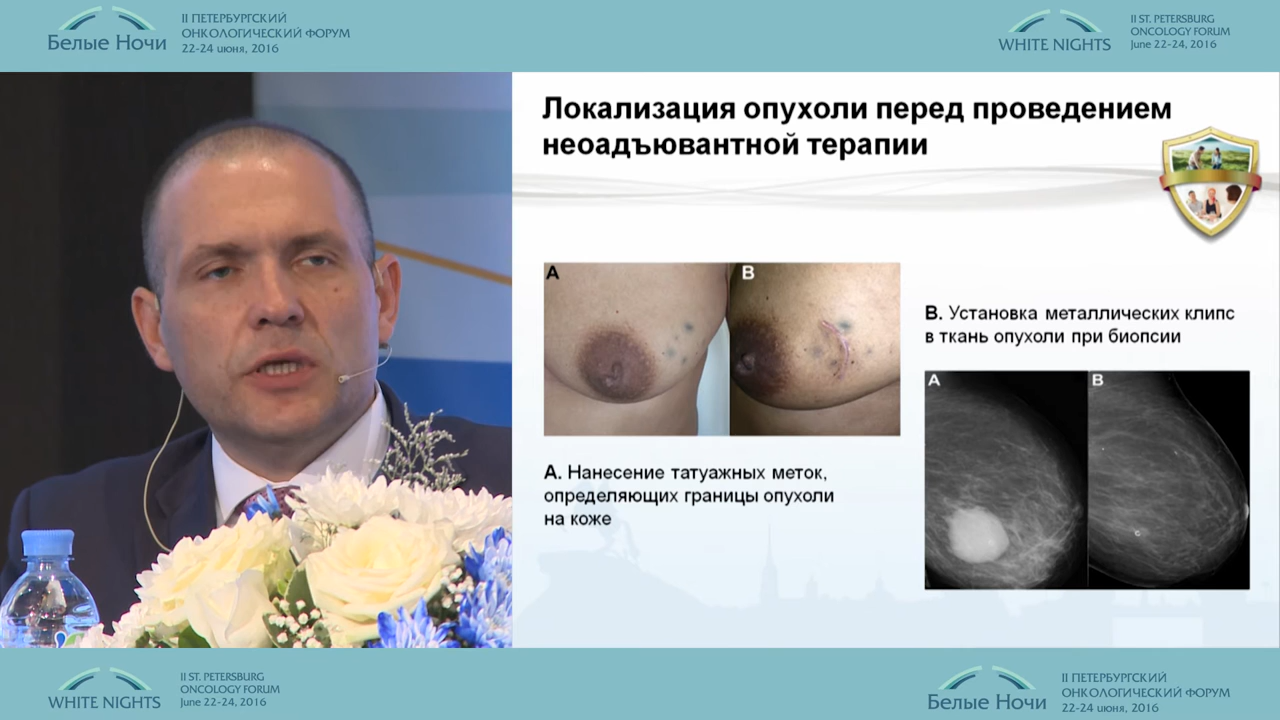 Белые Ночи
II ПЕТЕРБУРГСКИЙ
ОНКОЛОГИЧЕСКИЙ ФОРУМ
22-24 июня, 2016
WHITE NIGHTS
II ST. PETERSBURG
ONCOLOGY FORUM
June 22-24, 2016
Локализация опухоли перед проведением
неоадъювантной терапии
A
B
А. Нанесение татуажных меток,
определяющих границы опухоли
на коже
В. Установка металлических клипс
в ткань опухоли при биопсии
A
B
WHITE NIGHTS
II ST. PETERSBURG
ONCOLOGY FORUM
June 22-24, 2016
Белые Ночи
II ПЕТЕРБУРГСКИЙ
ОНКОЛОГИЧЕСКИЙ ФОРУМ
22-24 июня, 2016